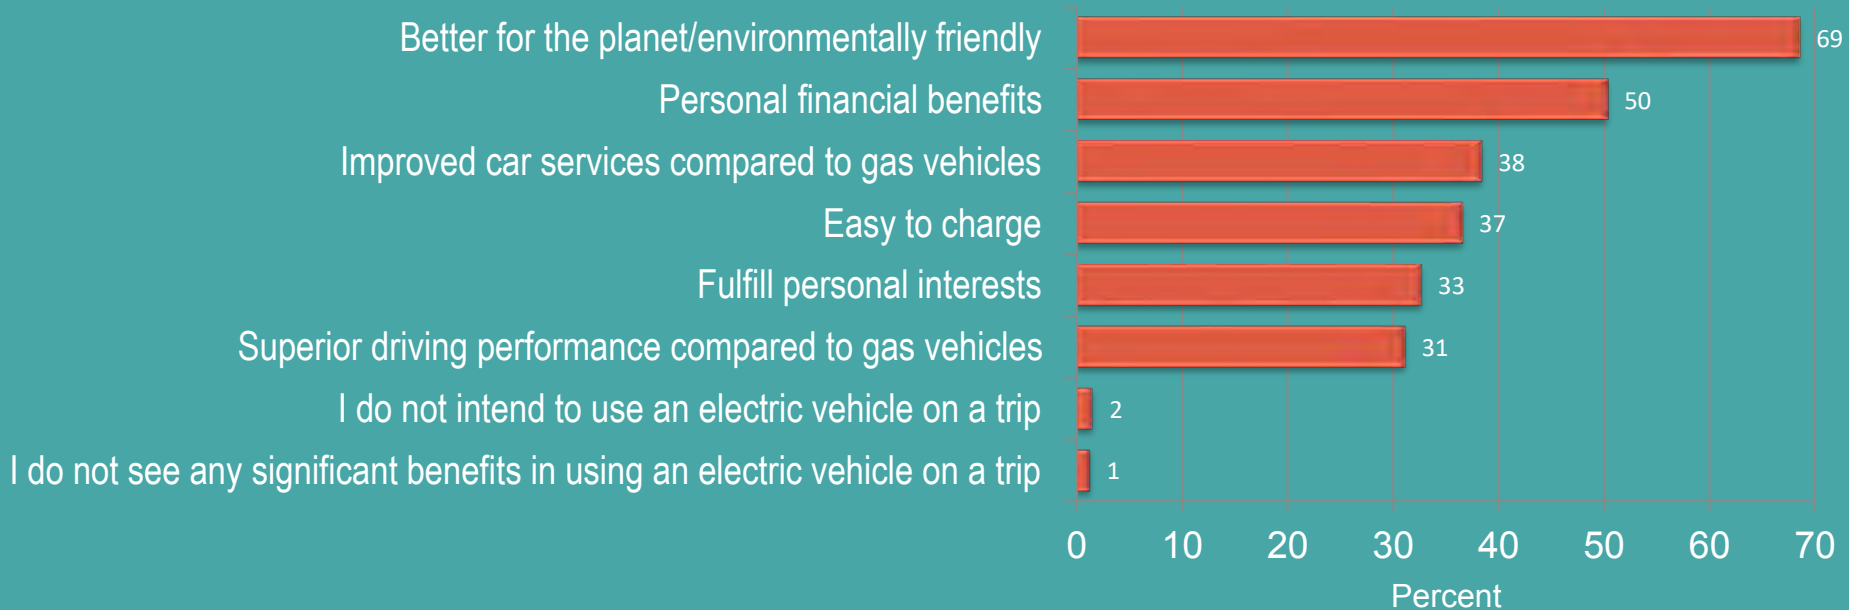 Better for the planet/environmentally friendly 69
Personal financial benefits 50
Improved car services compared to gas vehicles 38
Easy to charge 37
Fulfill personal interests 33
Superior driving performance compared to gas vehicles 31
I do not intend to use an electric vehicle on a trip 2
I do not see any significant benefits in using an electric vehicle on a trip 1
0 10 20 30 40 50 60 70
Percent